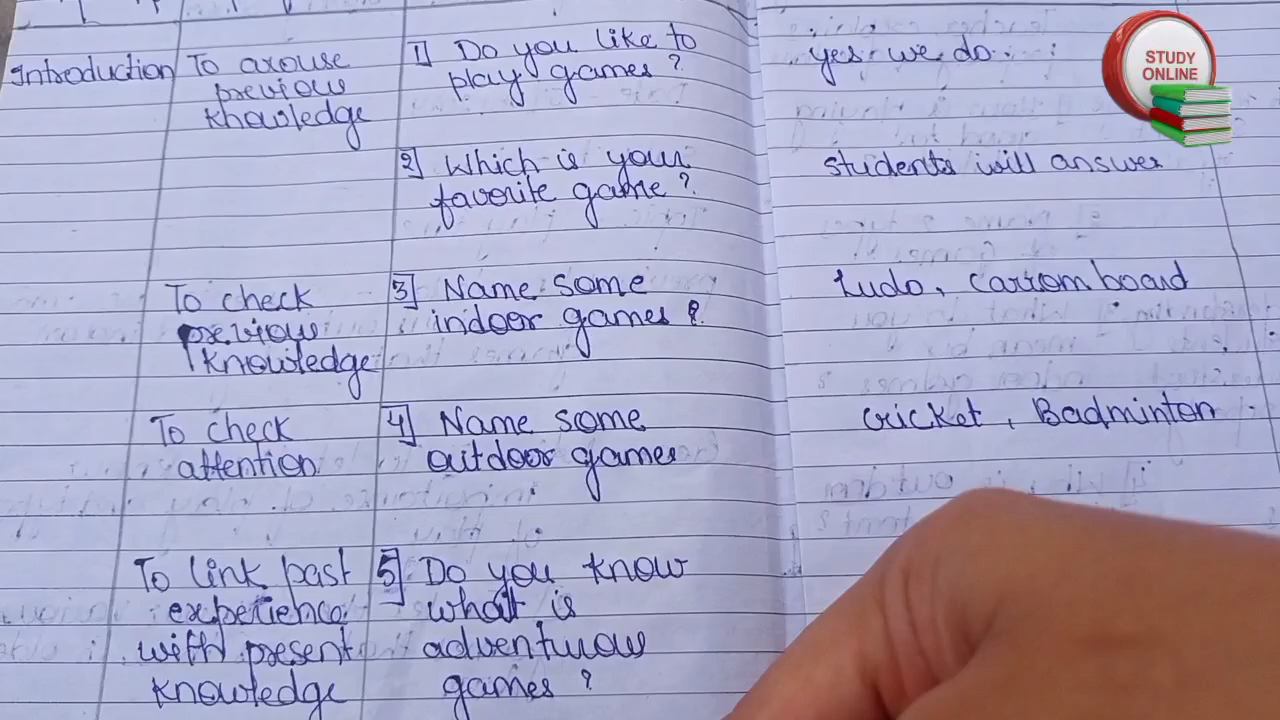 Introduction
To arouse
previous
knowledge
1] Do you like to
play games?
yes we do.
2] Which is your
favorite game?
students will answer
To check
previous
knowledge
3] Name some
indoor games?
Ludo, carrom board
To check
attention
4] Name some
outdoor games
cricket, Badminton
To link past
experience
with present
knowledge
5] Do you know
what is
adventurous
games?
STUDY
ONLINE